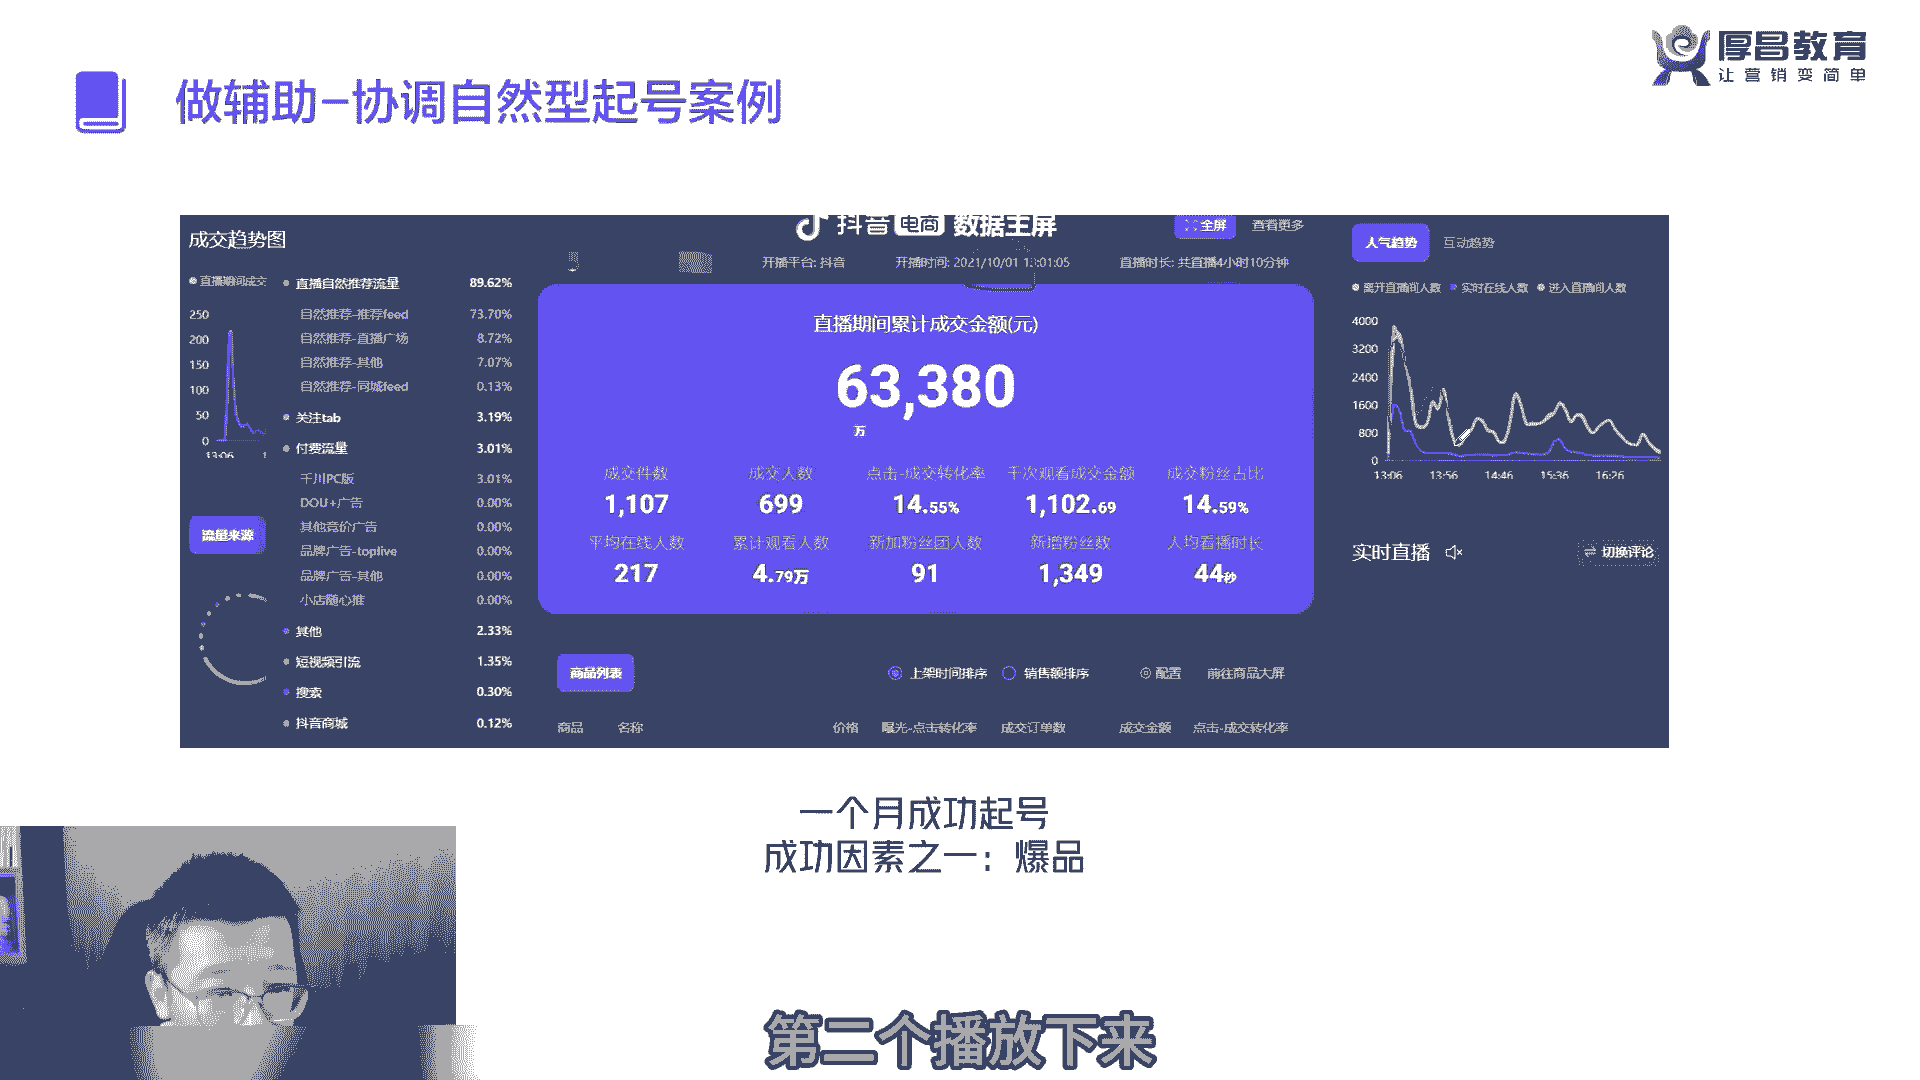 厚昌教育
让营销变简单
做辅助-协调自然型起号案例
抖音 电商 数据主屏
全屏 查看更多
开播平台: 抖音 开播时间: 2021/10/01 13:01:05 直播时长: 共直播4小时10分钟
成交趋势图
直播期间成交
250
200
150
100
50
0
13:06 1
流量来源
直播自然推荐流量 89.62%
自然推荐-推荐feed 73.70%
自然推荐-直播广场 8.72%
自然推荐-其他 7.07%
自然推荐-同城feed 0.13%
关注tab 3.19%
付费流量 3.01%
千川PC版 3.01%
DOU+广告 0.00%
其他竞价广告 0.00%
品牌广告-toplive 0.00%
品牌广告-其他 0.00%
小店随心推 0.00%
其他 2.33%
短视频引流 1.35%
搜索 0.30%
抖音商城 0.12%
直播期间累计成交金额(元)
63,380
万
成交件数 成交人数 点击-成交转化率 千次观看成交金额 成交粉丝占比
1,107 699 14.55% 1,102.69 14.59%
平均在线人数 累计观看人数 新加粉丝团人数 新增粉丝数 人均看播时长
217 4.79万 91 1,349 44秒
商品列表 上架时间排序 销售额排序 配置 前往商品大屏
商品 名称 价格 曝光-点击转化率 成交订单数 成交金额 点击-成交转化率
人气趋势 互动趋势
离开直播间人数 实时在线人数 进入直播间人数
4000
3200
2400
1600
800
0
13:06 13:56 14:46 15:36 16:26
实时直播 切换评论
一个月成功起号
成功因素之一：爆品
第二个播放下来